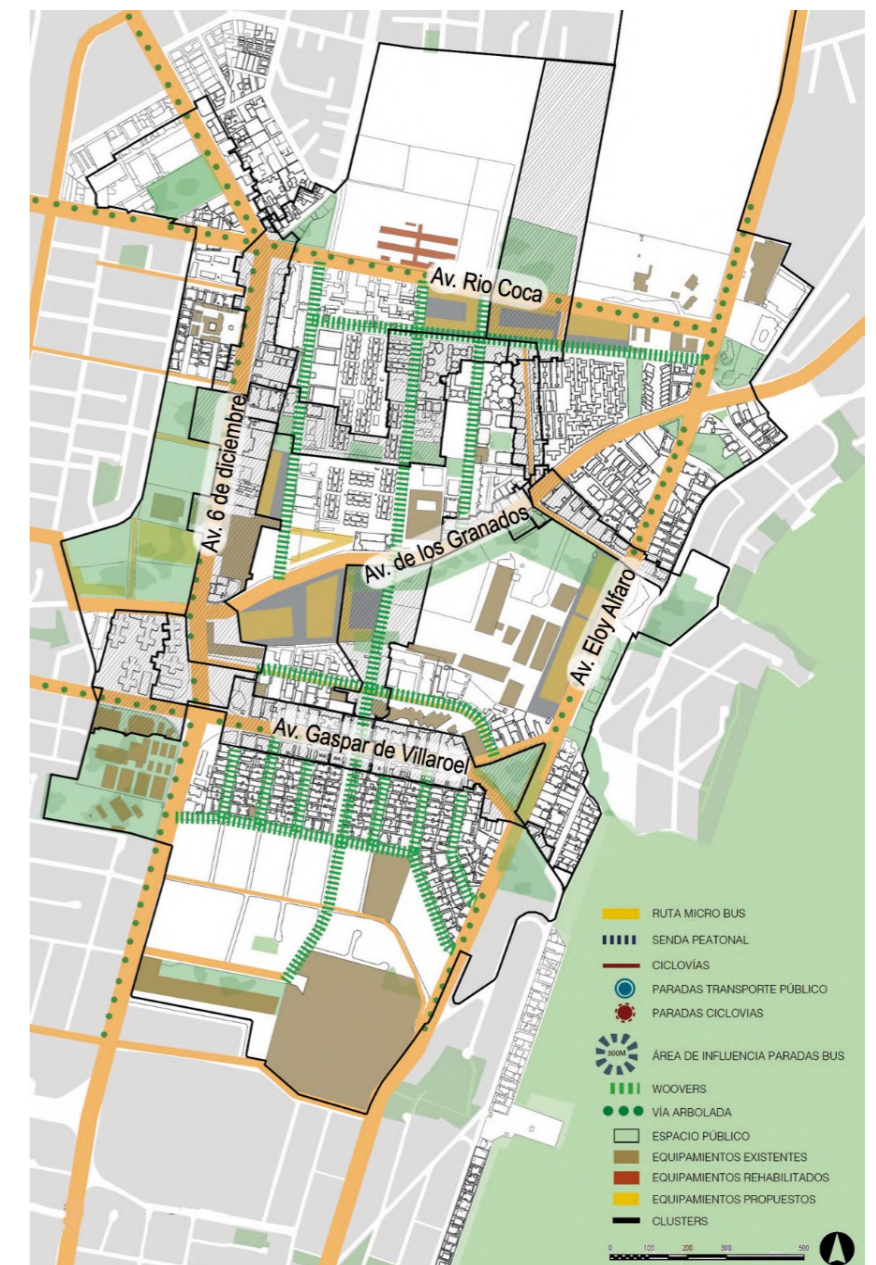 Av. Rio Coca
Av. 6 de diciembre
Av. de los Granados
Av. Eloy Alfaro
Av. Gaspar de Villaroel
RUTA MICRO BUS
SENDA PEATONAL
CICLOVÍAS
PARADAS TRANSPORTE PÚBLICO
PARADAS CICLOVIAS
300M
ÁREA DE INFLUENCIA PARADAS BUS
WOOVERS
VÍA ARBOLADA
ESPACIO PÚBLICO
EQUIPAMIENTOS EXISTENTES
EQUIPAMIENTOS REHABILITADOS
EQUIPAMIENTOS PROPUESTOS
CLUSTERS
0 100 200 300 500